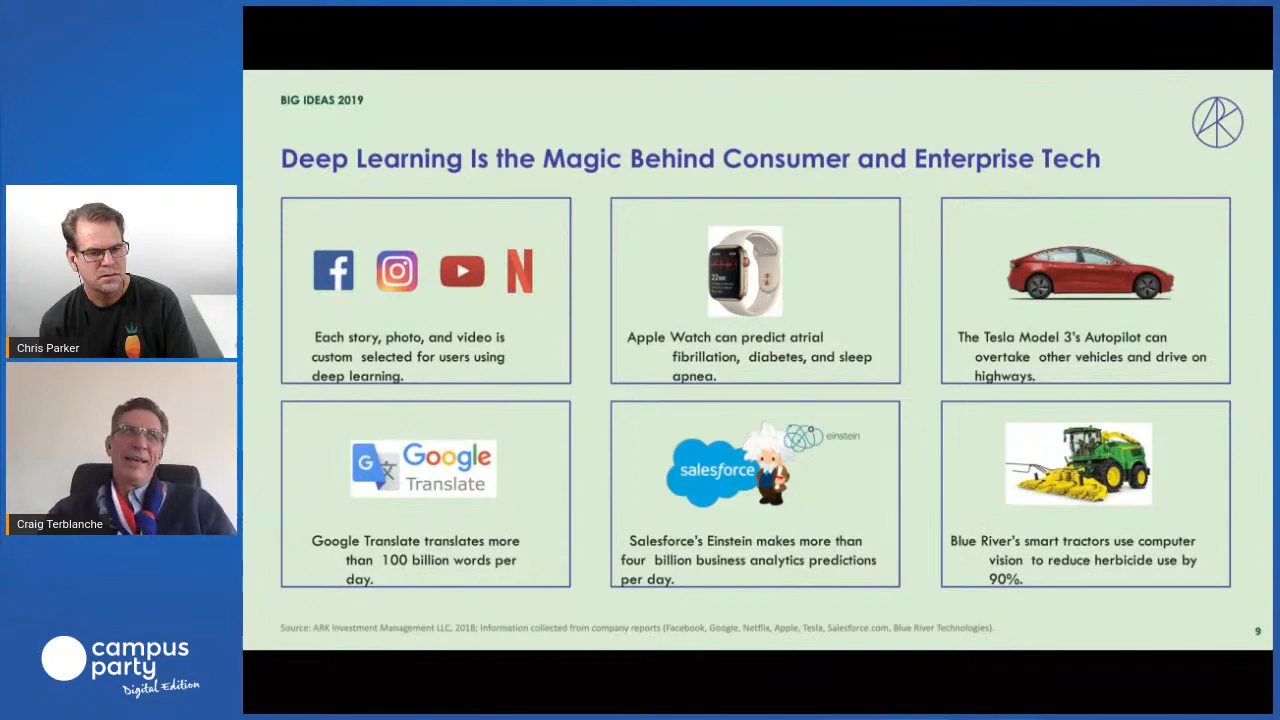 BIG IDEAS 2019
Deep Learning Is the Magic Behind Consumer and Enterprise Tech
Each story, photo, and video is
custom selected for users using
deep learning.
Apple Watch can predict atrial
fibrillation, diabetes, and sleep
apnea.
The Tesla Model 3's Autopilot can
overtake other vehicles and drive on
highways.
G
Google
Translate
Google Translate translates more
than 100 billion words per
day.
salesforce
einstein
Salesforce's Einstein makes more than
four billion business analytics predictions
per day.
Blue River's smart tractors use computer
vision to reduce herbicide use by
90%.
Source: ARK Investment Management LLC, 2018; Information collected from company reports (Facebook, Google, Netflix, Apple, Tesla, Salesforce.com, Blue River Technologies).
9
Chris Parker
Craig Terblanche
campus
party
Digital Edition